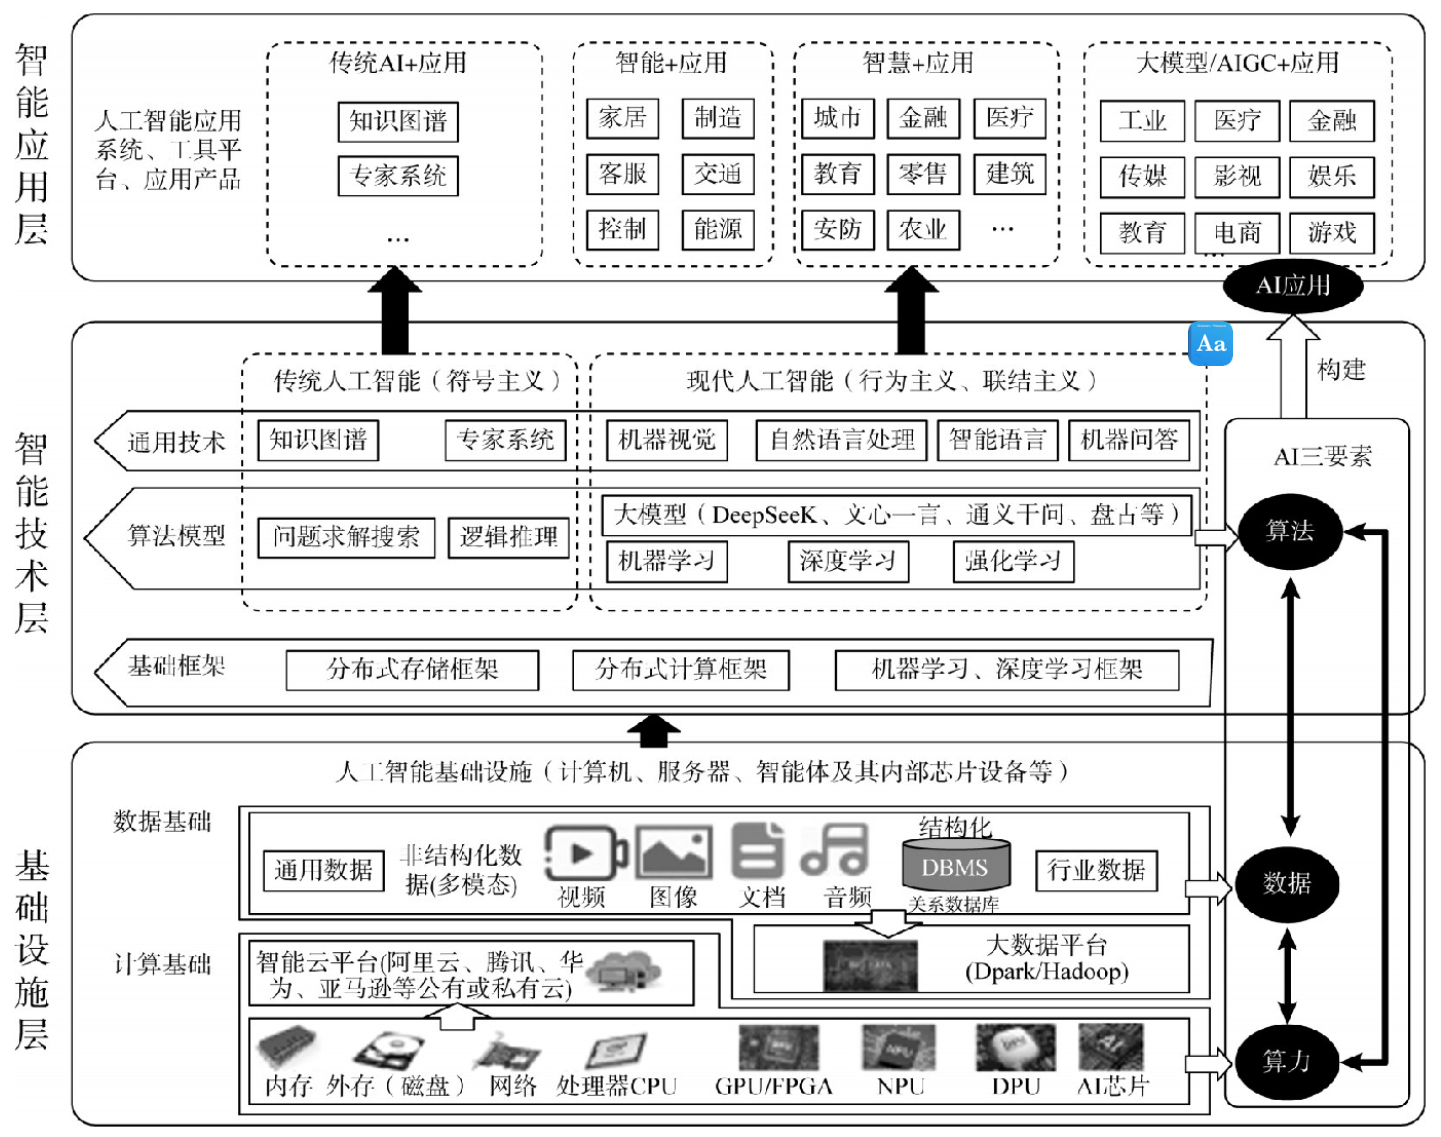 智能应用层
人工智能应用
系统、工具平
台、应用产品
传统AI+应用
知识图谱
专家系统
...
智能+应用
家居 制造
客服 交通
控制 能源
智慧+应用
城市 金融 医疗
教育 零售 建筑
安防 农业 ...
大模型/AIGC+应用
工业 医疗 金融
传媒 影视 娱乐
教育 电商 游戏
...
AI应用
构建
Aa
智能技术层
传统人工智能（符号主义）
现代人工智能（行为主义、联结主义）
通用技术 知识图谱 专家系统 机器视觉 自然语言处理 智能语言 机器问答
算法模型 问题求解搜索 逻辑推理
大模型（DeepSeeK、文心一言、通义干问、盘古等）
机器学习 深度学习 强化学习
基础框架 分布式存储框架 分布式计算框架 机器学习、深度学习框架
AI三要素
算法
数据
算力
基础设施层
人工智能基础设施（计算机、服务器、智能体及其内部芯片设备等）
数据基础
通用数据
非结构化数
据(多模态)
视频 图像 文档 音频
结构化
DBMS
关系数据库
行业数据
大数据平台
(Dpark/Hadoop)
计算基础
智能云平台(阿里云、腾讯、华
为、亚马逊等公有或私有云)
内存 外存（磁盘） 网络 处理器CPU GPU/FPGA NPU DPU AI芯片